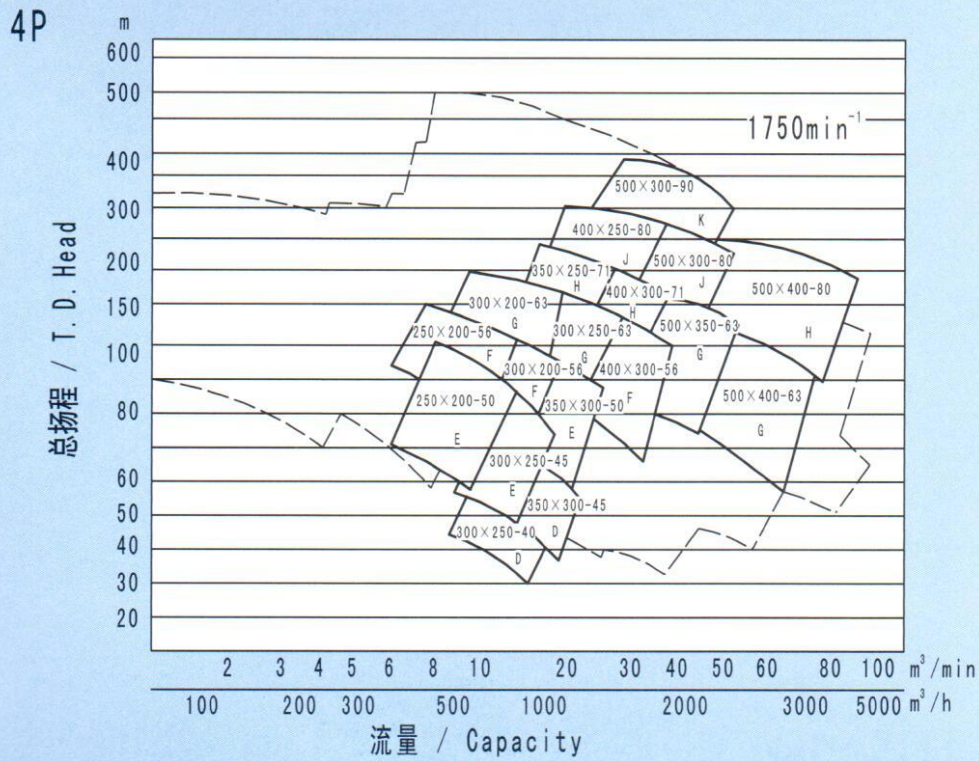 4P
m
600
500
400
300
200
150
100
80
60
50
40
30
20
总扬程 / T. D. Head
1750min⁻¹
500×300-90
K
400×250-80
J
500×300-80
J
350×250-71
H
400×300-71
H
500×400-80
H
300×200-63
G
300×250-63
G
500×350-63
G
250×200-56
F
300×200-56
F
400×300-56
F
500×400-63
G
250×200-50
E
350×300-50
E
300×250-45
E
350×300-45
D
300×250-40
D
2 3 4 5 6 8 10 20 30 40 50 60 80 100 m³/min
100 200 300 500 1000 2000 3000 5000 m³/h
流量 / Capacity